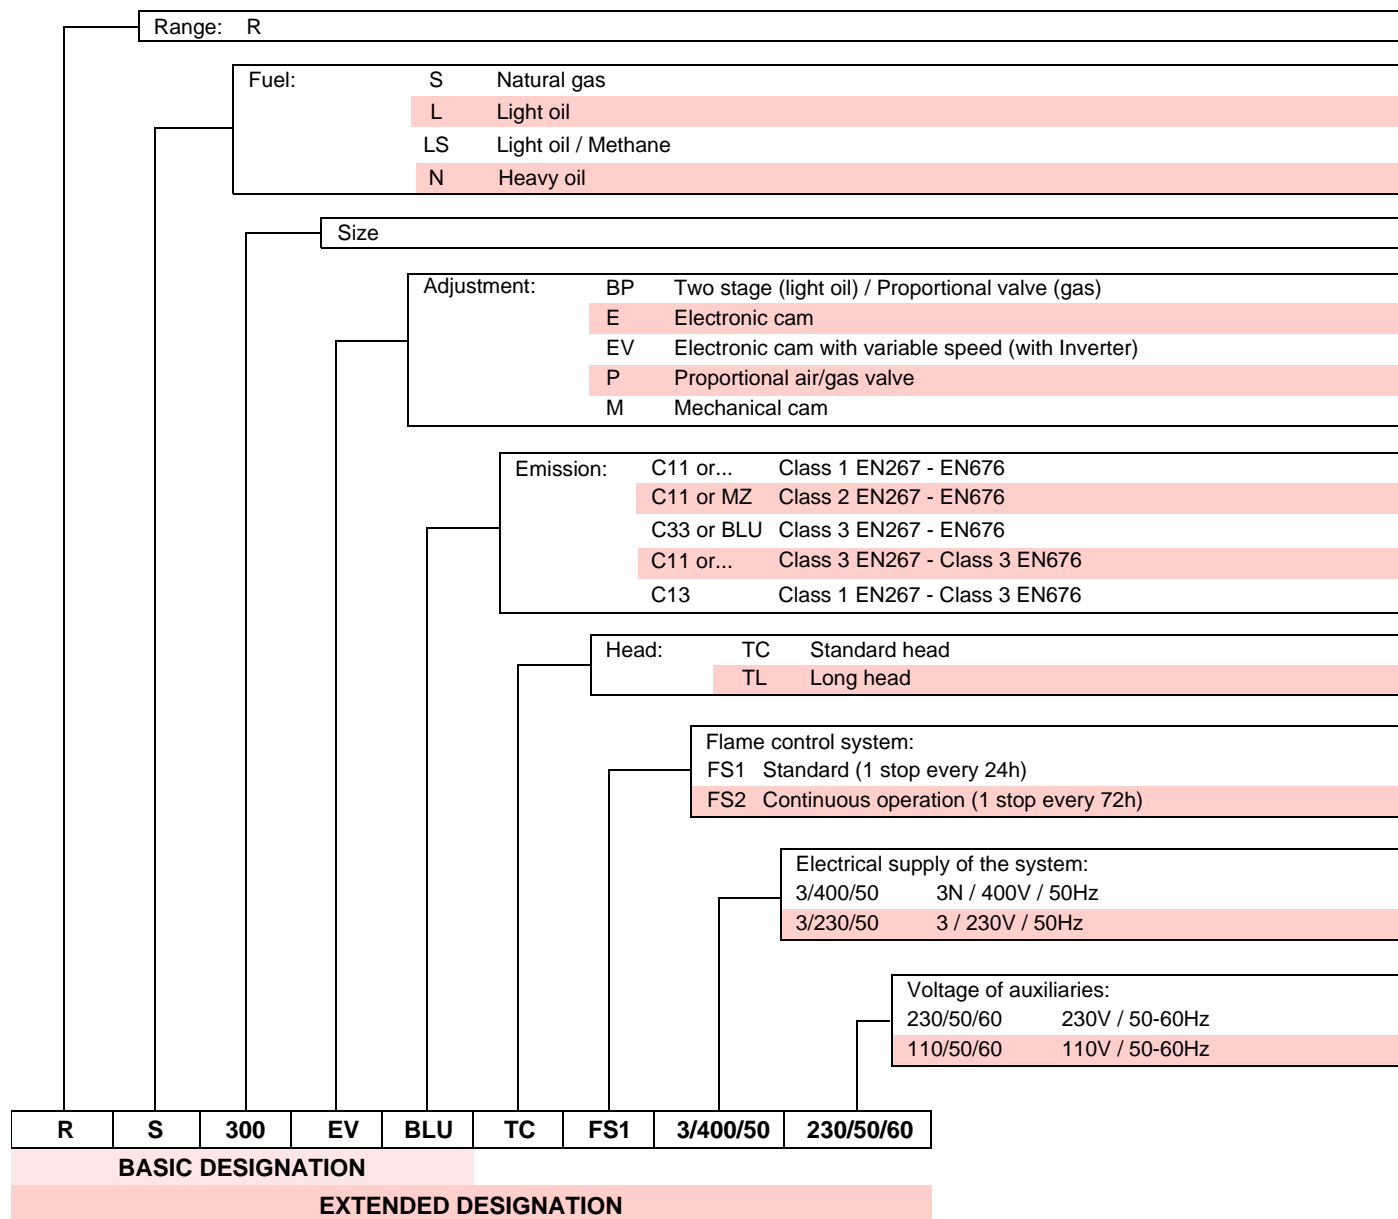 Range: R
Fuel: S Natural gas
L Light oil
LS Light oil / Methane
N Heavy oil
Size
Adjustment: BP Two stage (light oil) / Proportional valve (gas)
E Electronic cam
EV Electronic cam with variable speed (with Inverter)
P Proportional air/gas valve
M Mechanical cam
Emission: C11 or... Class 1 EN267 - EN676
C11 or MZ Class 2 EN267 - EN676
C33 or BLU Class 3 EN267 - EN676
C11 or... Class 3 EN267 - Class 3 EN676
C13 Class 1 EN267 - Class 3 EN676
Head: TC Standard head
TL Long head
Flame control system:
FS1 Standard (1 stop every 24h)
FS2 Continuous operation (1 stop every 72h)
Electrical supply of the system:
3/400/50 3N / 400V / 50Hz
3/230/50 3 / 230V / 50Hz
Voltage of auxiliaries:
230/50/60 230V / 50-60Hz
110/50/60 110V / 50-60Hz
R S 300 EV BLU TC FS1 3/400/50 230/50/60
BASIC DESIGNATION
EXTENDED DESIGNATION